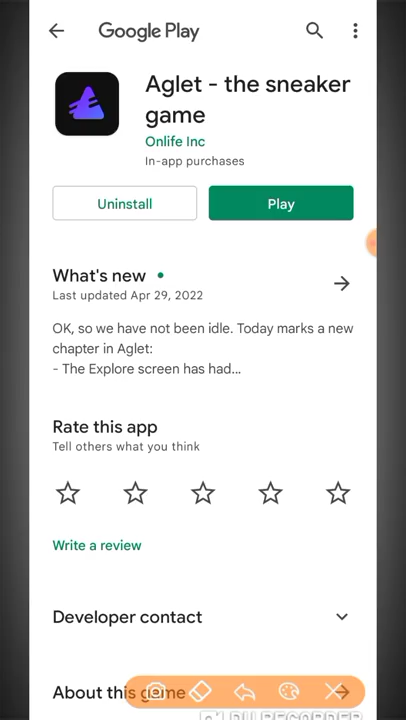 Google Play
Aglet - the sneaker
game
Onlife Inc
In-app purchases
Uninstall
Play
What's new
Last updated Apr 29, 2022
OK, so we have not been idle. Today marks a new
chapter in Aglet:
- The Explore screen has had...
Rate this app
Tell others what you think
Write a review
Developer contact
About this game
DU RECORDER